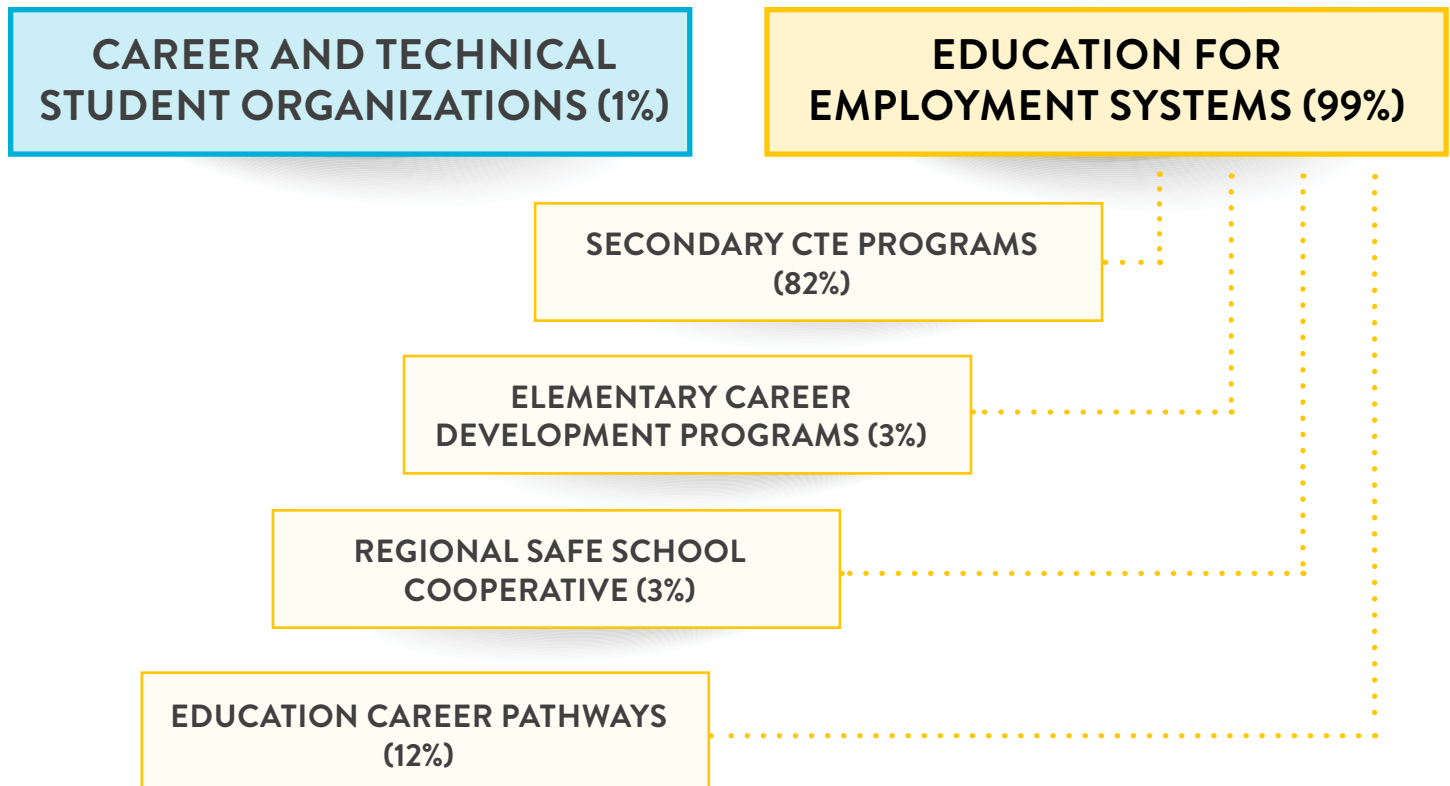 CAREER AND TECHNICAL
STUDENT ORGANIZATIONS (1%)
EDUCATION FOR
EMPLOYMENT SYSTEMS (99%)
SECONDARY CTE PROGRAMS
(82%)
ELEMENTARY CAREER
DEVELOPMENT PROGRAMS (3%)
REGIONAL SAFE SCHOOL
COOPERATIVE (3%)
EDUCATION CAREER PATHWAYS
(12%)